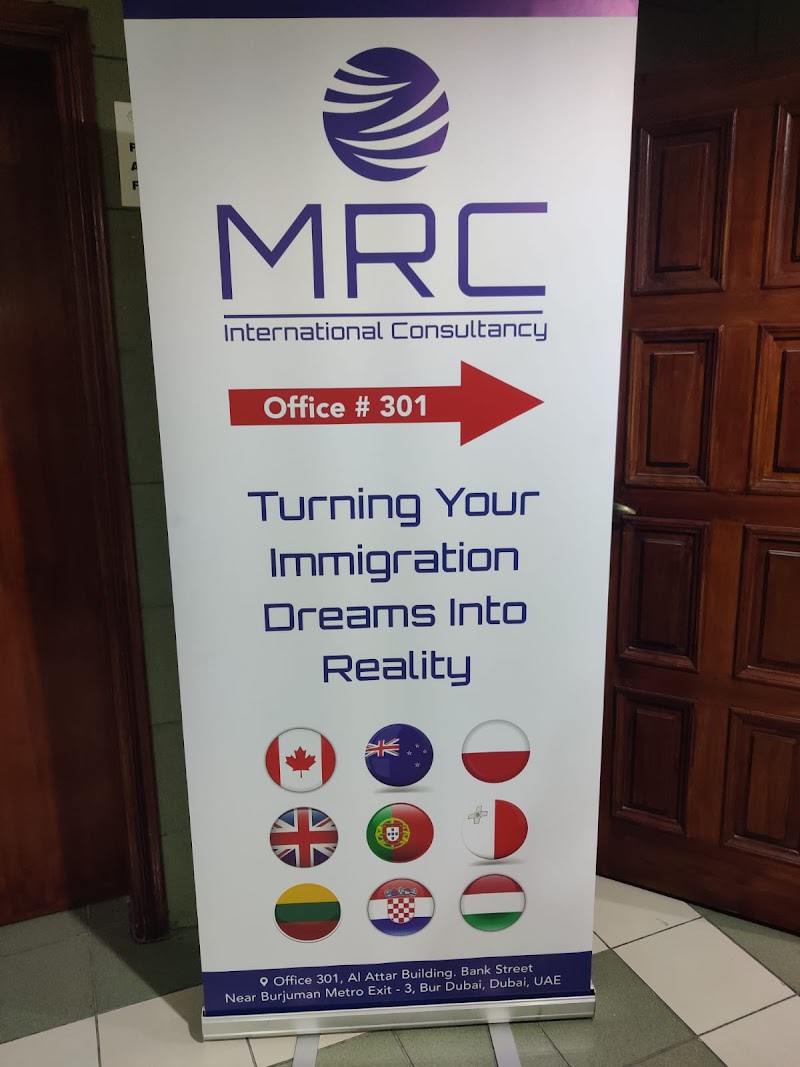 MRC
International Consultancy
Office # 301
Turning Your
Immigration
Dreams Into
Reality
Office 301, Al Attar Building. Bank Street
Near Burjuman Metro Exit - 3, Bur Dubai, Dubai, UAE